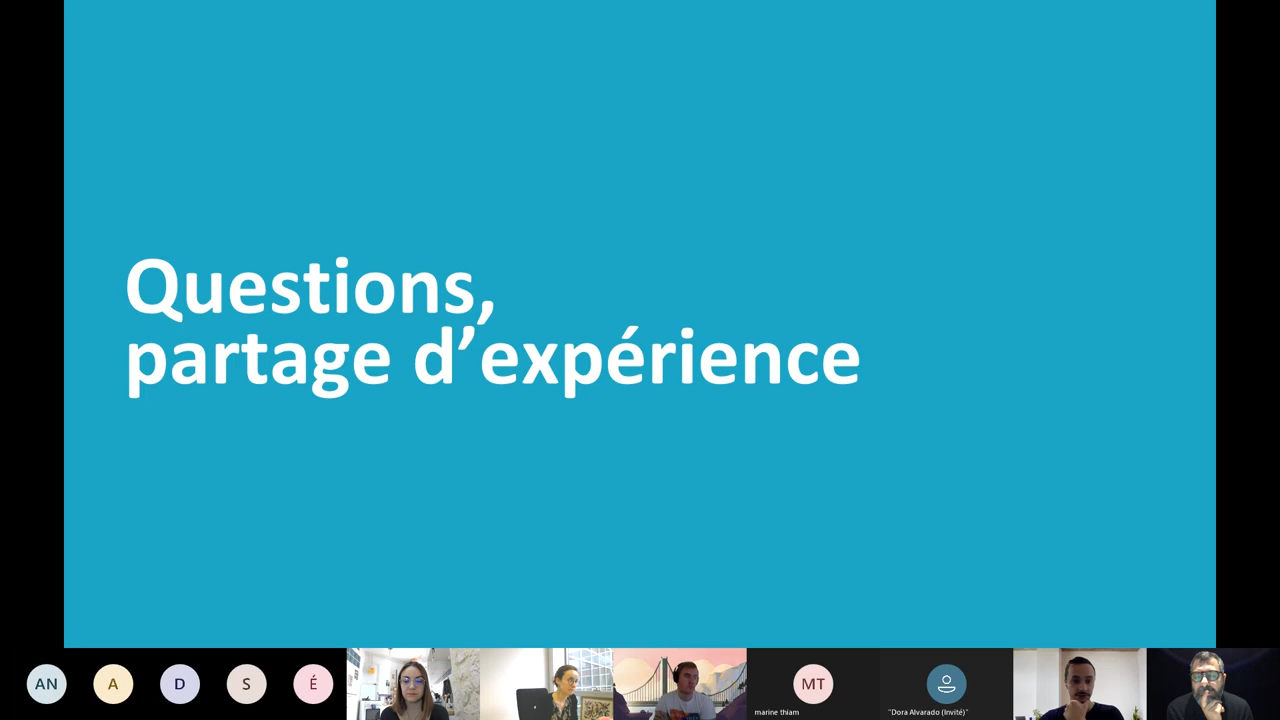 Questions,
partage d’expérience
AN
A
D
S
É
MT
marine thiam
"Dora Alvarado (Invité)"